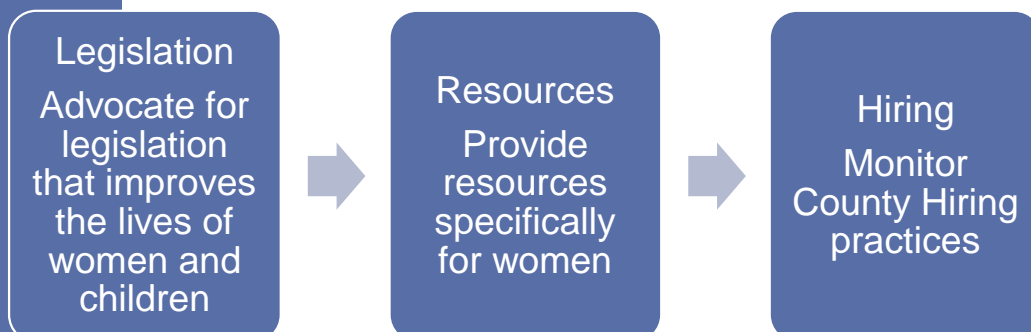 Legislation
Advocate for
legislation
that improves
the lives of
women and
children
Resources
Provide
resources
specifically
for women
Hiring
Monitor
County Hiring
practices